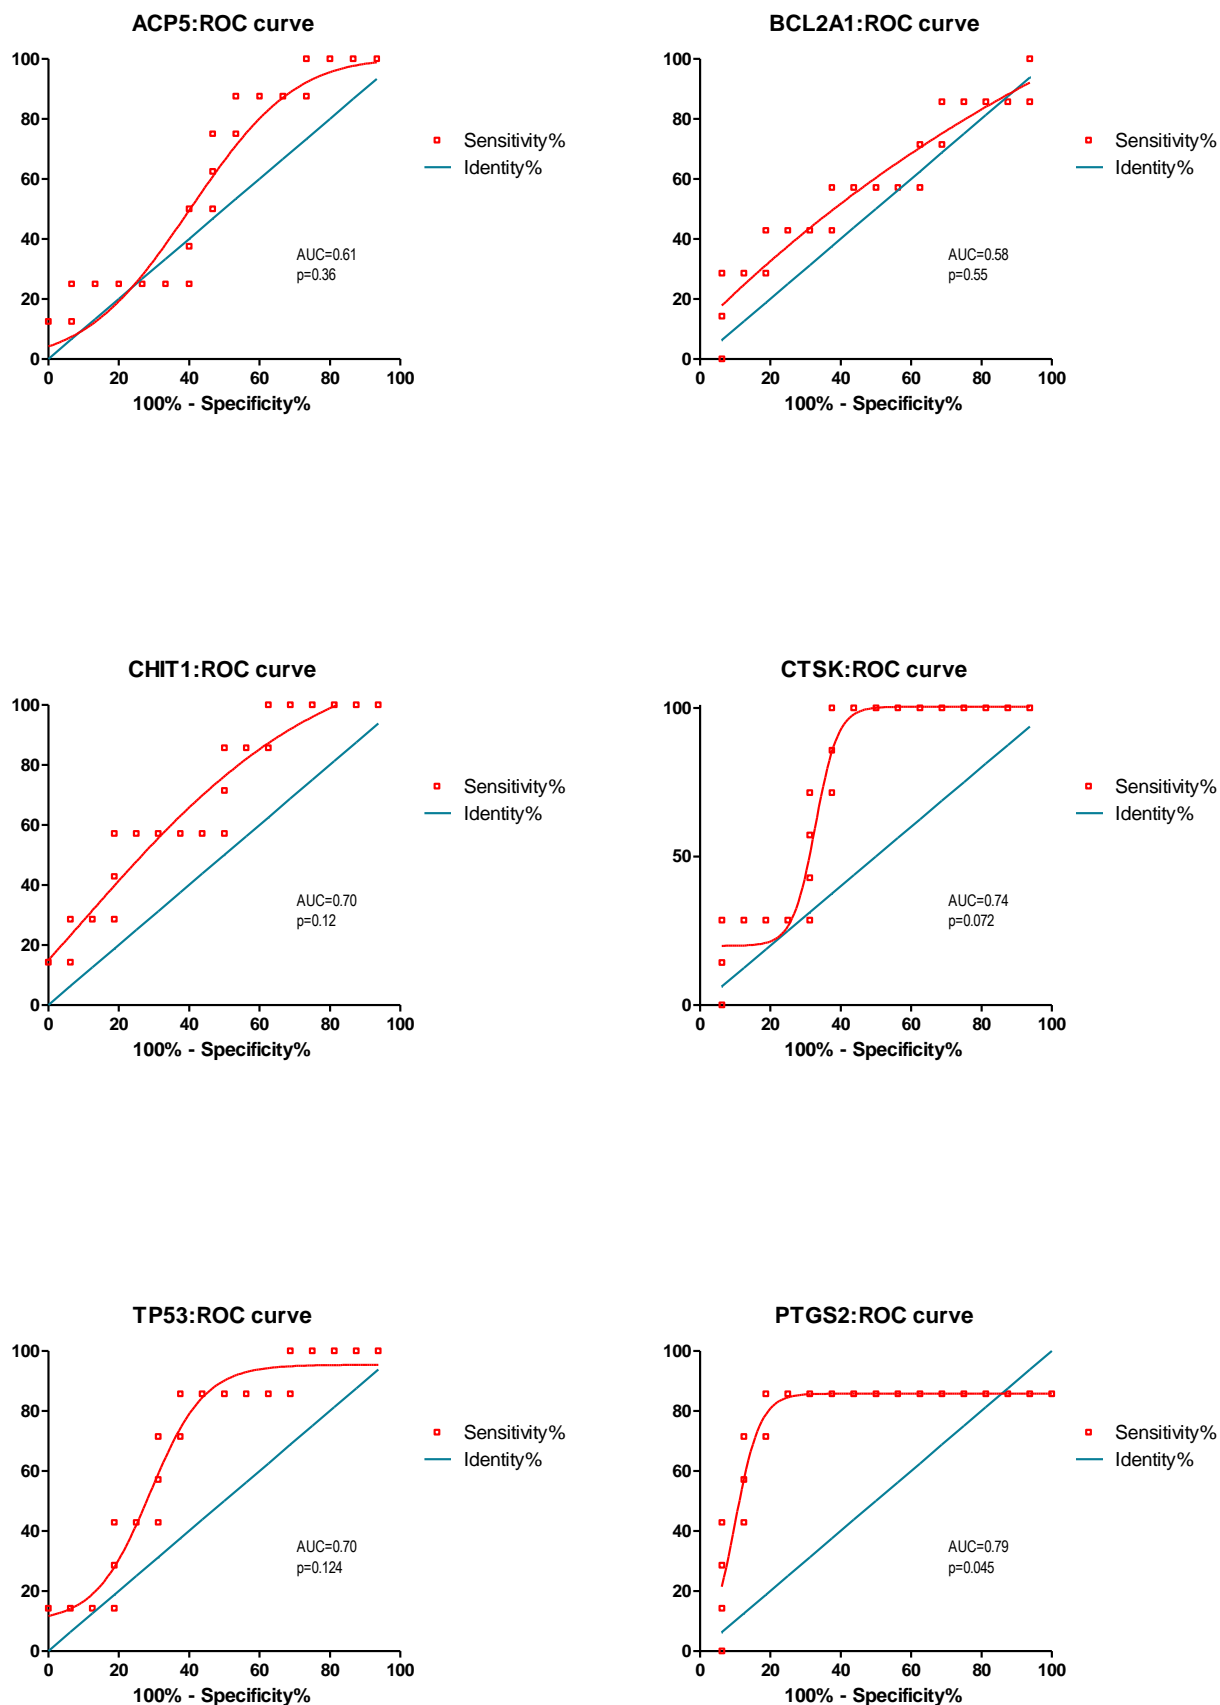 ACP5:ROC curve
100
80
60
40
20
0
0 20 40 60 80 100
100% - Specificity%
Sensitivity%
Identity%
AUC=0.61
p=0.36
BCL2A1:ROC curve
100
80
60
40
20
0
0 20 40 60 80 100
100% - Specificity%
Sensitivity%
Identity%
AUC=0.58
p=0.55
CHIT1:ROC curve
100
80
60
40
20
0
0 20 40 60 80 100
100% - Specificity%
Sensitivity%
Identity%
AUC=0.70
p=0.12
CTSK:ROC curve
100
50
0
0 20 40 60 80 100
100% - Specificity%
Sensitivity%
Identity%
AUC=0.74
p=0.072
TP53:ROC curve
100
80
60
40
20
0
0 20 40 60 80 100
100% - Specificity%
Sensitivity%
Identity%
AUC=0.70
p=0.124
PTGS2:ROC curve
100
80
60
40
20
0
0 20 40 60 80 100
100% - Specificity%
Sensitivity%
Identity%
AUC=0.79
p=0.045